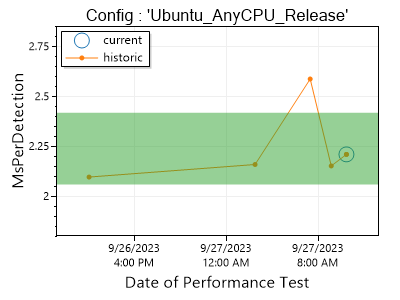 Config : 'Ubuntu_AnyCPU_Release'
current
historic
MsPerDetection
2.75
2.5
2.25
2
9/26/2023 9/27/2023 9/27/2023
4:00 PM 12:00 AM 8:00 AM
Date of Performance Test